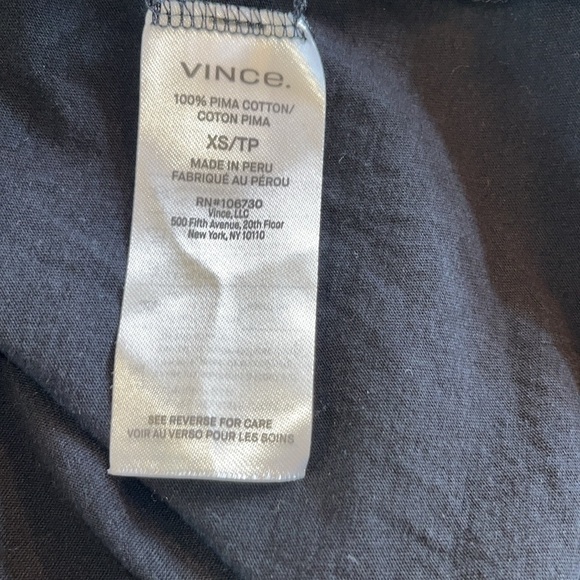 VINCE.
100% PIMA COTTON/
COTON PIMA
XS/TP
MADE IN PERU
FABRIQUÉ AU PÉROU
RN#106730
Vince, LLC
500 Fifth Avenue, 20th Floor
New York, NY 10110
SEE REVERSE FOR CARE
VOIR AU VERSO POUR LES SOINS